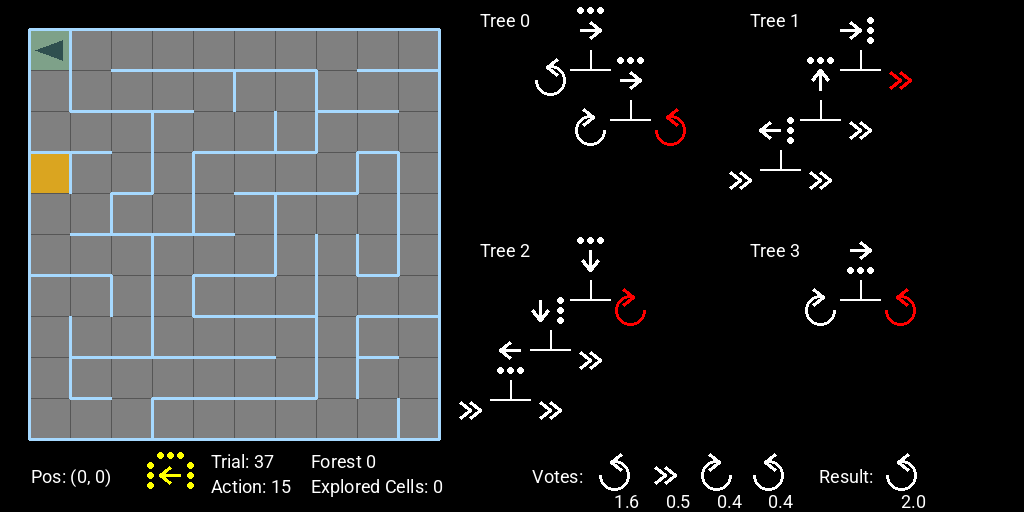 Tree 0
Tree 1
Tree 2
Tree 3
Pos: (0, 0)
Trial: 37
Forest 0
Action: 15
Explored Cells: 0
Votes:
1.6
0.5
0.4
0.4
Result:
2.0